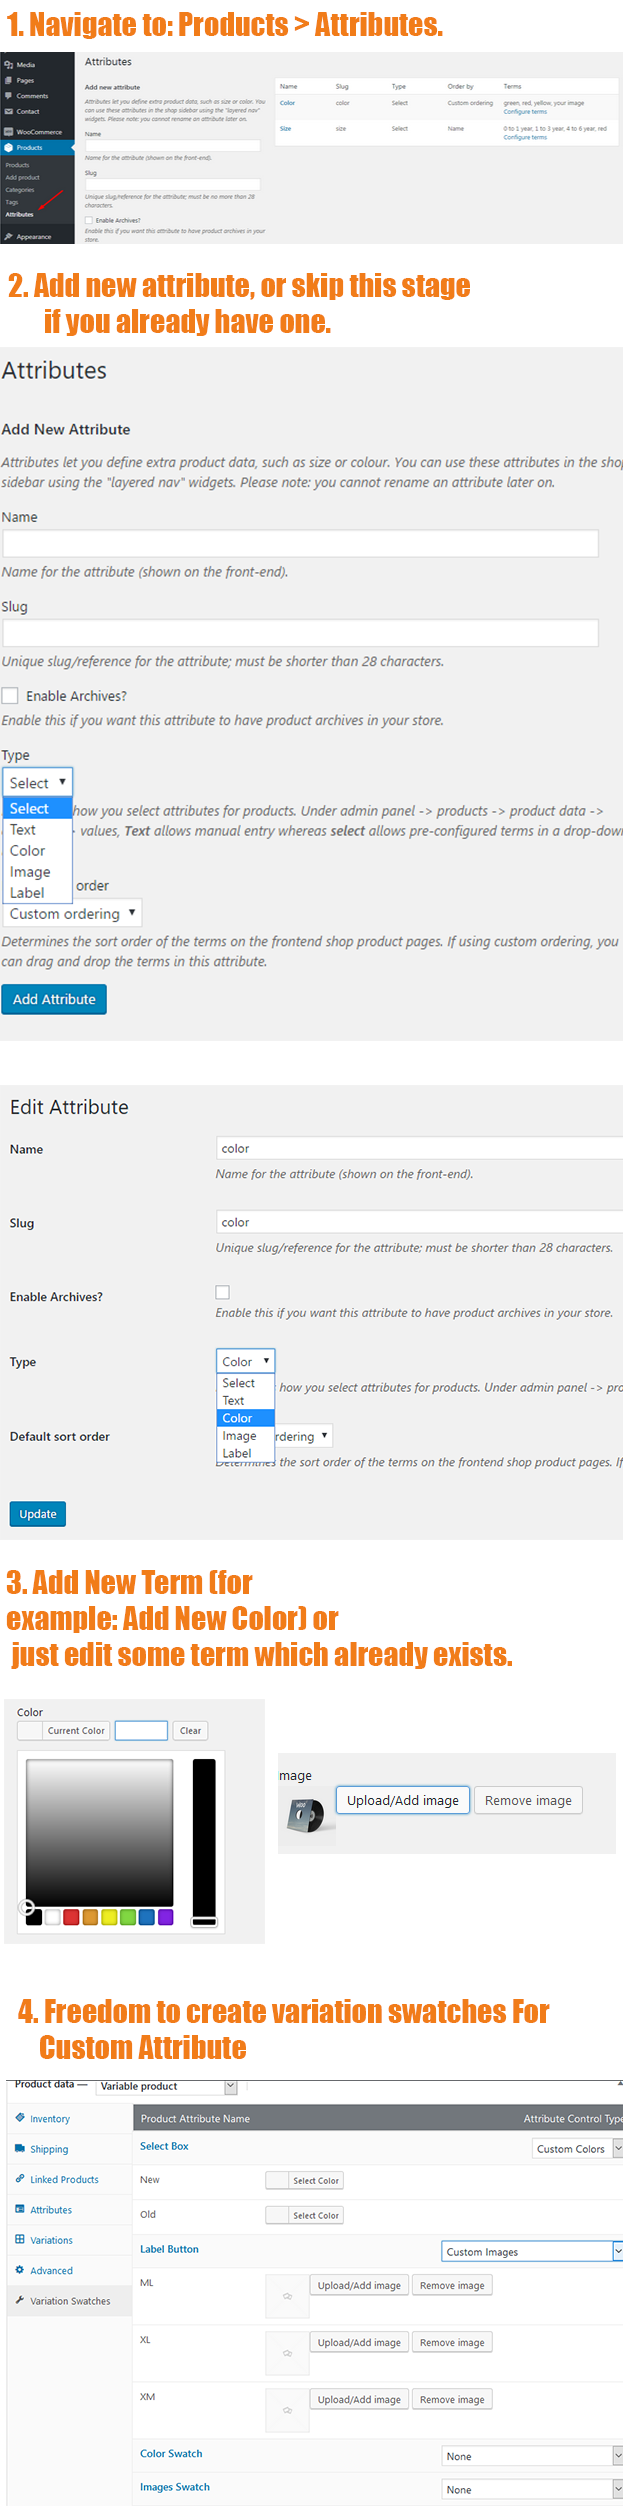 1. Navigate to: Products > Attributes.
Media
Pages
Comments
Contact
WooCommerce
Products
Products
Add product
Categories
Tags
Attributes
Appearance
Attributes
Add new attribute
Attributes let you define extra product data, such as size or color. You
can use these attributes in the shop sidebar using the "layered nav"
widgets. Please note: you cannot rename an attribute later on.
Name
Name for the attribute (shown on the front-end).
Slug
Unique slug/reference for the attribute; must be no more than 28
characters.
Enable Archives?
Enable this if you want this attribute to have product archives in your
store.
Name Slug Type Order by Terms
Color color Select Custom ordering green, red, yellow, your image
Configure terms
Size size Select Name 0 to 1 year, 1 to 3 year, 4 to 6 year, red
Configure terms
2. Add new attribute, or skip this stage
if you already have one.
Attributes
Add New Attribute
Attributes let you define extra product data, such as size or colour. You can use these attributes in the shop
sidebar using the "layered nav" widgets. Please note: you cannot rename an attribute later on.
Name
Name for the attribute (shown on the front-end).
Slug
Unique slug/reference for the attribute; must be shorter than 28 characters.
Enable Archives?
Enable this if you want this attribute to have product archives in your store.
Type
Select
Select
Text
Color
Image
Label
how you select attributes for products. Under admin panel -> products -> product data ->
values, Text allows manual entry whereas select allows pre-configured terms in a drop-down
order
Custom ordering
Determines the sort order of the terms on the frontend shop product pages. If using custom ordering, you
can drag and drop the terms in this attribute.
Add Attribute
Edit Attribute
Name
color
Name for the attribute (shown on the front-end).
Slug
color
Unique slug/reference for the attribute; must be shorter than 28 characters.
Enable Archives?
Enable this if you want this attribute to have product archives in your store.
Type
Color
Select
Text
Color
Image
Label
how you select attributes for products. Under admin panel -> pro
Default sort order
rdering
Determines the sort order of the terms on the frontend shop product pages. If
Update
3. Add New Term (for
example: Add New Color) or
just edit some term which already exists.
Color
Current Color
Clear
mage
Woo
Upload/Add image
Remove image
4. Freedom to create variation swatches For
Custom Attribute
Product data —
Variable product
Inventory
Shipping
Linked Products
Attributes
Variations
Advanced
Variation Swatches
Product Attribute Name Attribute Control Type
Select Box Custom Colors
New Select Color
Old Select Color
Label Button Custom Images
ML Upload/Add image Remove image
XL Upload/Add image Remove image
XM Upload/Add image Remove image
Color Swatch None
Images Swatch None